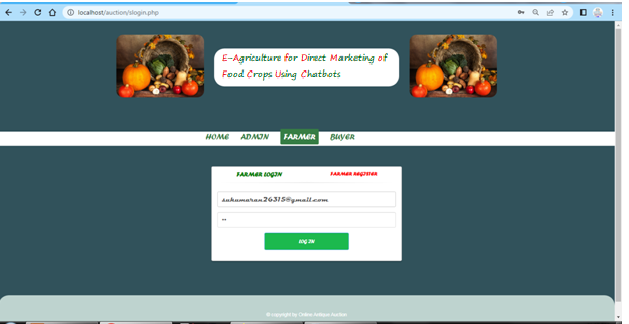 localhost/auction/slogin.php
E-Agriculture for Direct Marketing of
Food Crops Using Chatbots
HOME ADMIN FARMER BUYER
FARMER LOGIN FARMER REGISTER
sukumaran26315@gmail.com
LOG IN
© copyright by Online Antique Auction